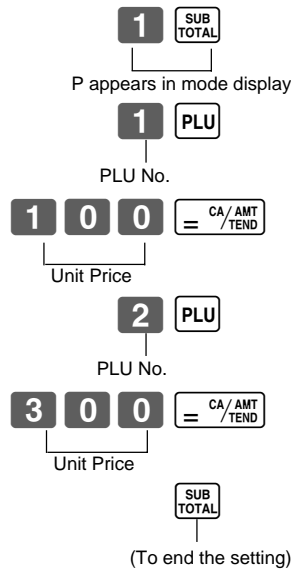 1 SUB TOTAL
P appears in mode display
1 PLU
PLU No.
1 0 0 = CA/AMT TEND
Unit Price
2 PLU
PLU No.
3 0 0 = CA/AMT TEND
Unit Price
SUB TOTAL
(To end the setting)